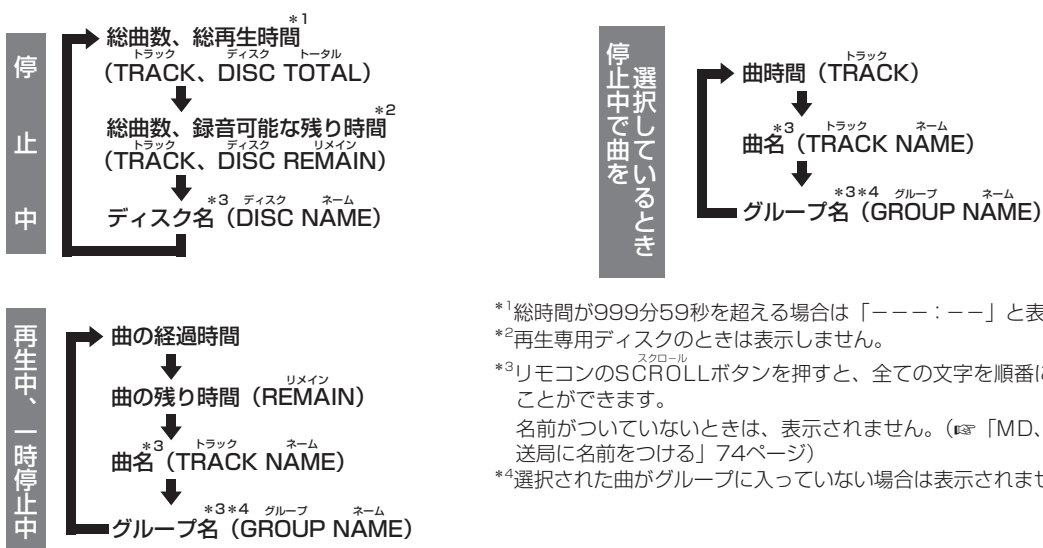 停止中
総曲数、総再生時間*1
トラック ディスク トータル
（TRACK、DISC TOTAL）
総曲数、録音可能な残り時間*2
トラック ディスク リメイン
（TRACK、DISC REMAIN）
*3 ディスク ネーム
ディスク名（DISC NAME）
停止中で曲を
選択しているとき
トラック
曲時間（TRACK）
*3 トラック ネーム
曲名（TRACK NAME）
*3*4 グループ ネーム
グループ名（GROUP NAME）
再生中、一時停止中
曲の経過時間
リメイン
曲の残り時間（REMAIN）
*3 トラック ネーム
曲名（TRACK NAME）
*3*4 グループ ネーム
グループ名（GROUP NAME）
*1総時間が999分59秒を超える場合は「−−−：−−」と表
*2再生専用ディスクのときは表示しません。
スクロール
*3リモコンのSCROLLボタンを押すと、全ての文字を順番に
ことができます。
名前がついていないときは、表示されません。（☞「MD、
送局に名前をつける」74ページ）
*4選択された曲がグループに入っていない場合は表示されませ